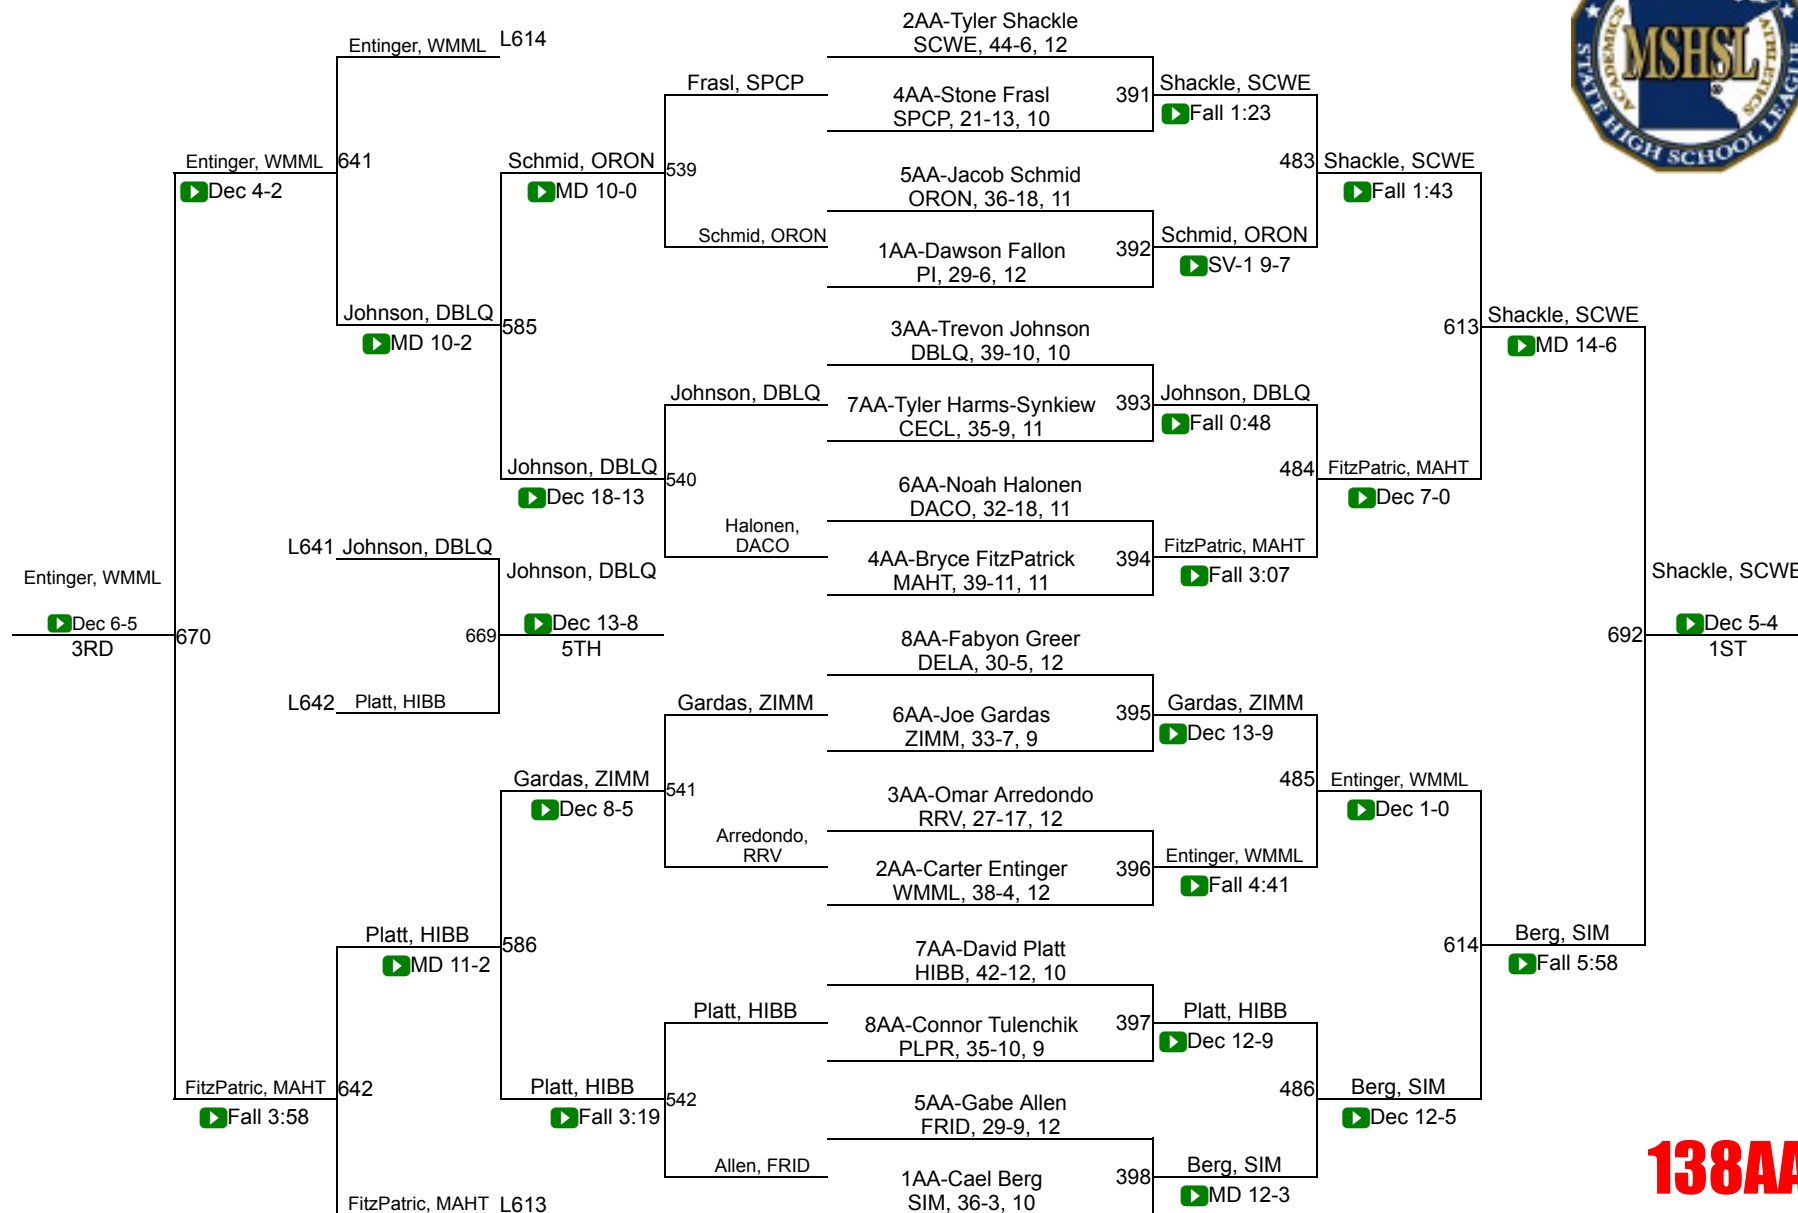 2AA-Tyler Shackle
SCWE, 44-6, 12
Entinger, WMML L614
Frasl, SPCP
4AA-Stone Frasl
SPCP, 21-13, 10
391 Shackle, SCWE
Fall 1:23
MSHSL
ACADEMICS
ATHLETICS
STATE HIGH SCHOOL LEAGUE
Entinger, WMML 641
Dec 4-2
Schmid, ORON 539
MD 10-0
5AA-Jacob Schmid
ORON, 36-18, 11
483 Shackle, SCWE
Fall 1:43
Schmid, ORON
1AA-Dawson Fallon
PI, 29-6, 12
392 Schmid, ORON
SV-1 9-7
Johnson, DBLQ 585
MD 10-2
3AA-Trevon Johnson
DBLQ, 39-10, 10
613 Shackle, SCWE
MD 14-6
Johnson, DBLQ
7AA-Tyler Harms-Synkiew
CECL, 35-9, 11
393 Johnson, DBLQ
Fall 0:48
Johnson, DBLQ 540
Dec 18-13
6AA-Noah Halonen
DACO, 32-18, 11
484 FitzPatric, MAHT
Dec 7-0
Halonen,
DACO
4AA-Bryce FitzPatrick
MAHT, 39-11, 11
394 FitzPatric, MAHT
Fall 3:07
L641 Johnson, DBLQ
Johnson, DBLQ
Entinger, WMML
Dec 6-5
3RD
670
669
Dec 13-8
5TH
Shackle, SCWE
692
Dec 5-4
1ST
8AA-Fabyon Greer
DELA, 30-5, 12
L642 Platt, HIBB
Gardas, ZIMM
6AA-Joe Gardas
ZIMM, 33-7, 9
395 Gardas, ZIMM
Dec 13-9
Gardas, ZIMM 541
Dec 8-5
3AA-Omar Arredondo
RRV, 27-17, 12
485 Entinger, WMML
Dec 1-0
Arredondo,
RRV
2AA-Carter Entinger
WMML, 38-4, 12
396 Entinger, WMML
Fall 4:41
Platt, HIBB 586
MD 11-2
7AA-David Platt
HIBB, 42-12, 10
614 Berg, SIM
Fall 5:58
Platt, HIBB
8AA-Connor Tulenchik
PLPR, 35-10, 9
397 Platt, HIBB
Dec 12-9
FitzPatric, MAHT 642
Fall 3:58
Platt, HIBB 542
Fall 3:19
5AA-Gabe Allen
FRID, 29-9, 12
486 Berg, SIM
Dec 12-5
Allen, FRID
1AA-Cael Berg
SIM, 36-3, 10
398 Berg, SIM
MD 12-3
FitzPatric, MAHT L613
138AA